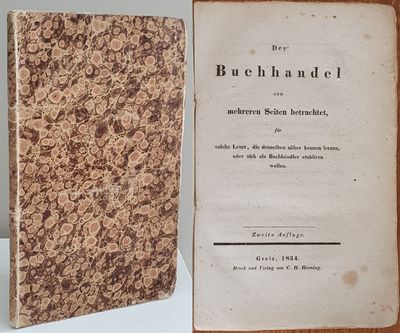 Der
Buchhandel
von
mehreren Seiten betrachtet,
für
solche Leser, die denselben näher kennen lernen,
oder sich als Buchhändler etabliren
wollen.
Zweite Auflage.
Greiz, 1834.
Druck und Verlag von C. H. Henning.